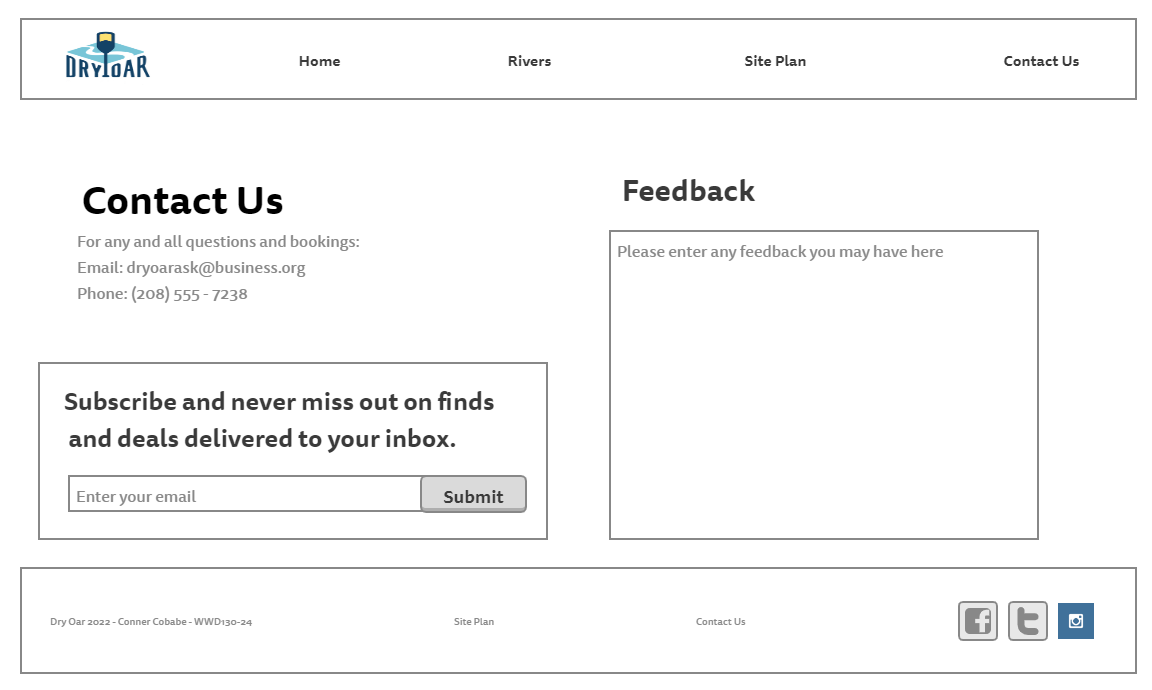 DRYOAR
Home
Rivers
Site Plan
Contact Us
Contact Us
For any and all questions and bookings:
Email: dryoarask@business.org
Phone: (208) 555 - 7238
Feedback
Please enter any feedback you may have here
Subscribe and never miss out on finds
and deals delivered to your inbox.
Enter your email
Submit
Dry Oar 2022 - Conner Cobabe - WWD130-24
Site Plan
Contact Us